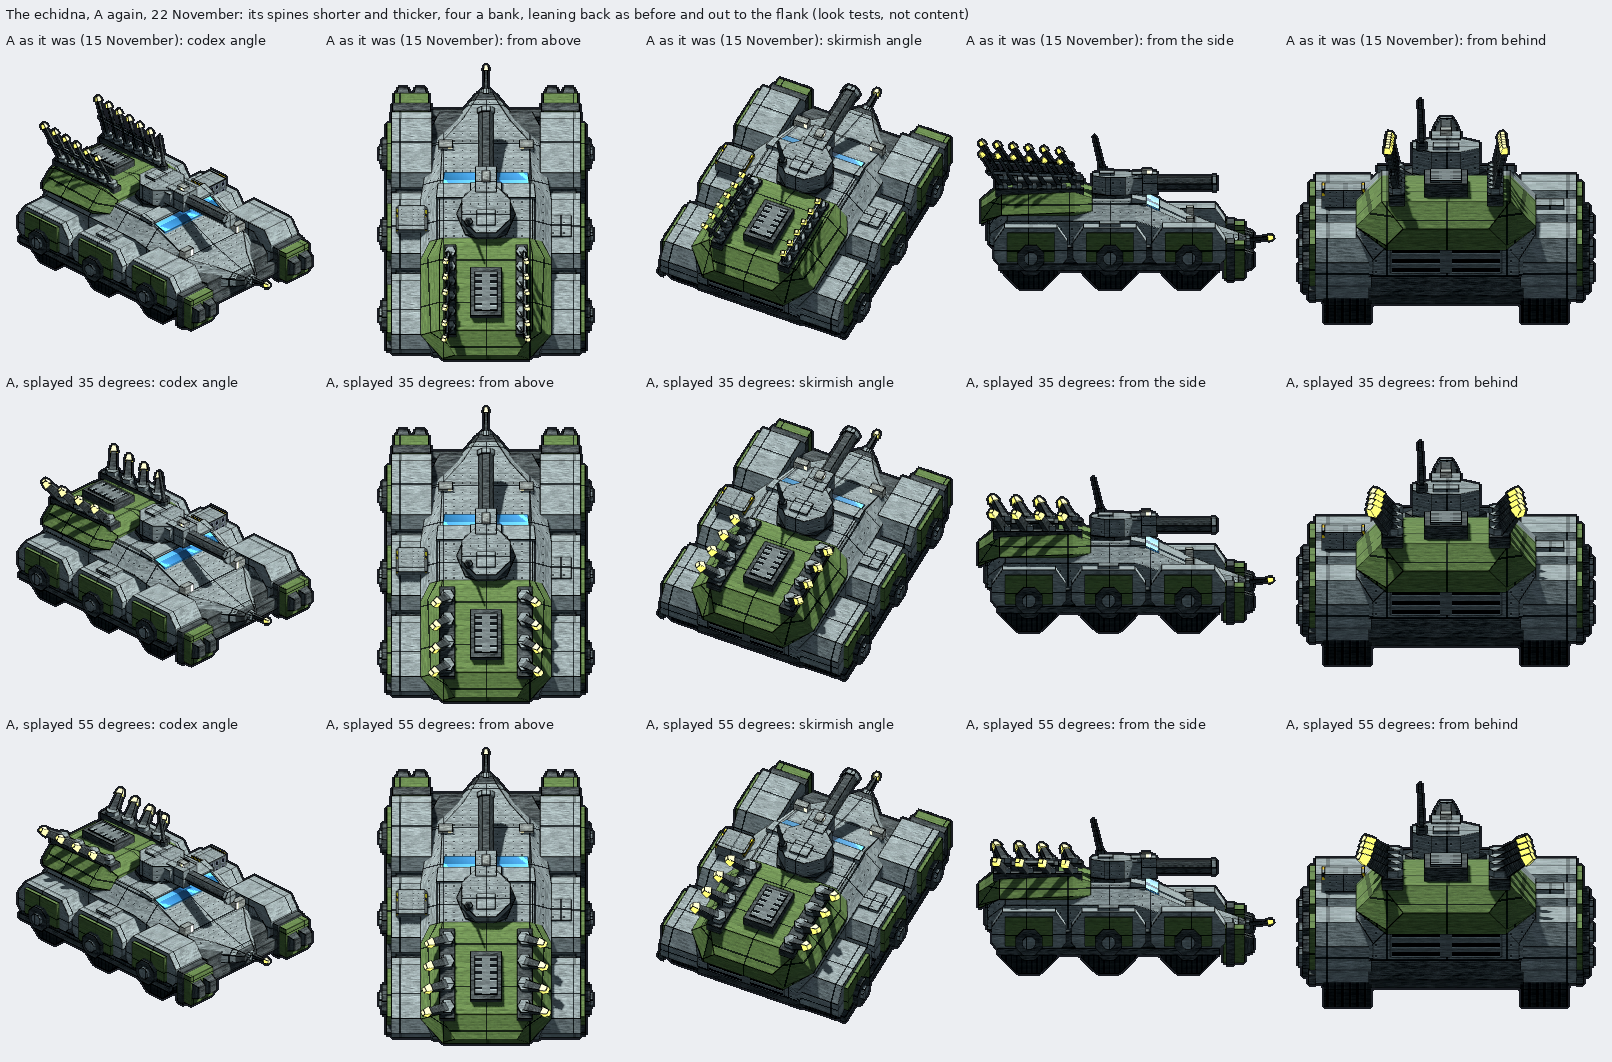 The echidna, A again, 22 November: its spines shorter and thicker, four a bank, leaning back as before and out to the flank (look tests, not content)
A as it was (15 November): codex angle
A as it was (15 November): from above
A as it was (15 November): skirmish angle
A as it was (15 November): from the side
A as it was (15 November): from behind
A, splayed 35 degrees: codex angle
A, splayed 35 degrees: from above
A, splayed 35 degrees: skirmish angle
A, splayed 35 degrees: from the side
A, splayed 35 degrees: from behind
A, splayed 55 degrees: codex angle
A, splayed 55 degrees: from above
A, splayed 55 degrees: skirmish angle
A, splayed 55 degrees: from the side
A, splayed 55 degrees: from behind